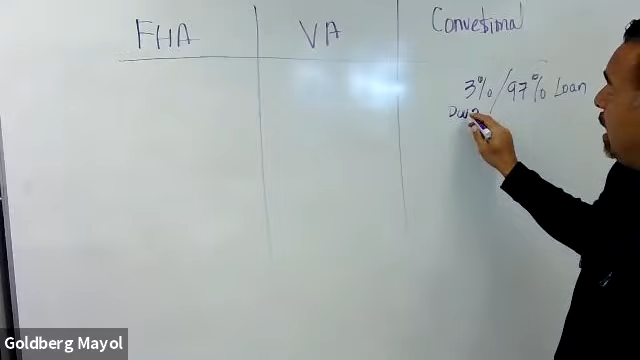 FHA
VA
Conventional
3% / 97% Loan
Goldberg Mayol